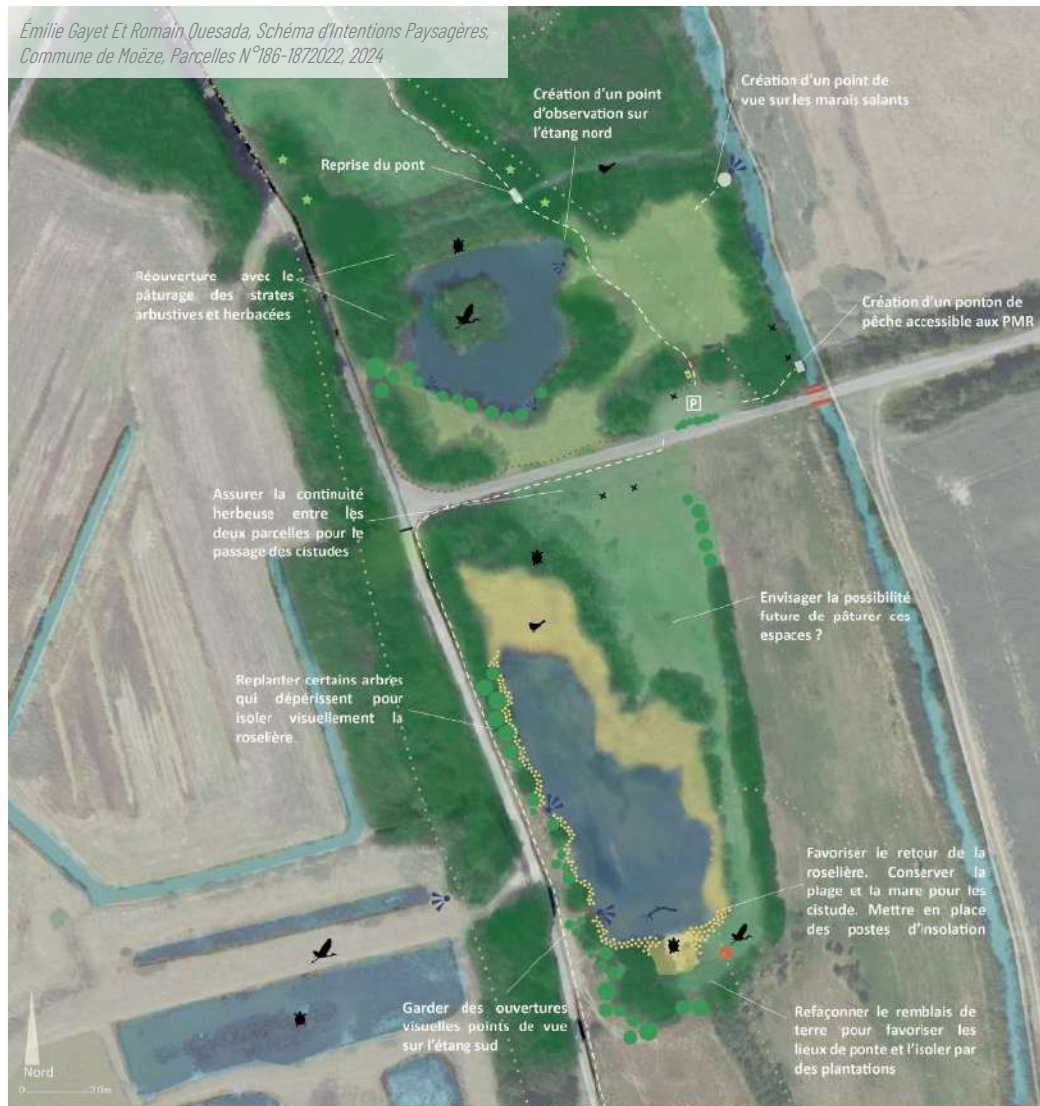 Émilie Gayet Et Romain Quesada, Schéma d'Intentions Paysagères,
Commune de Moëze, Parcelles N°186-1872022, 2024
Création d'un point
d'observation sur
l'étang nord
Création d'un point de
vue sur les marais salants
Reprise du pont
Réouverture avec le
pâturage des strates
arbustives et herbacées
Création d'un ponton de
pêche accessible aux PMR
P
Assurer la continuité
herbeuse entre les
deux parcelles pour le
passage des cistudes
Envisager la possibilité
future de pâturer ces
espaces ?
Replanter certains arbres
qui dépérissent pour
isoler visuellement la
roselière
Favoriser le retour de la
roselière. Conserver la
plage et la mare pour les
cistude. Mettre en place
des postes d'insolation
Garder des ouvertures
visuelles points de vue
sur l'étang sud
Refaçonner le remblais de
terre pour favoriser les
lieux de ponte et l'isoler par
des plantations
Nord
0 20m